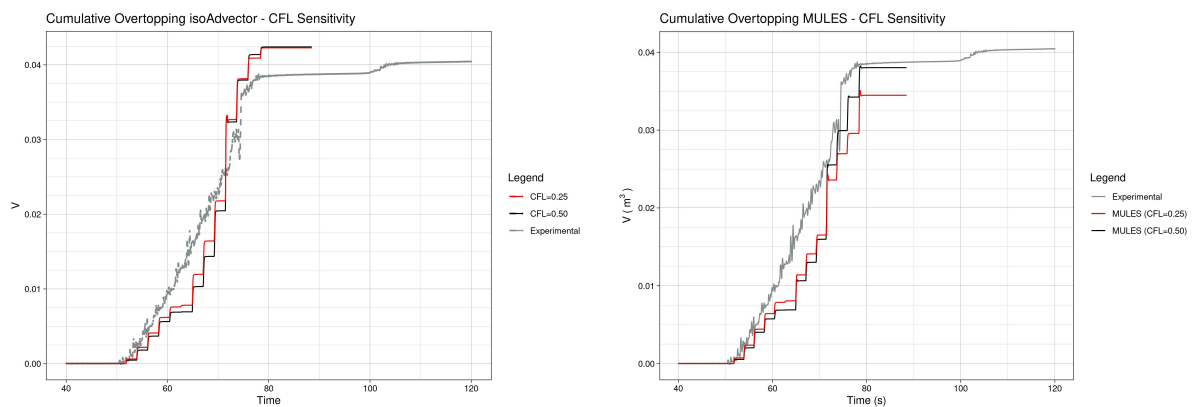 Cumulative Overtopping isoAdvector - CFL Sensitivity
0.04
0.03
0.02
0.01
0.00
V
40
60
80
100
120
Time
Legend
CFL=0.25
CFL=0.50
Experimental
Cumulative Overtopping MULES - CFL Sensitivity
0.04
0.03
0.02
0.01
0.00
V ( m³ )
40
60
80
100
120
Time (s)
Legend
Experimental
MULES (CFL=0.25)
MULES (CFL=0.50)